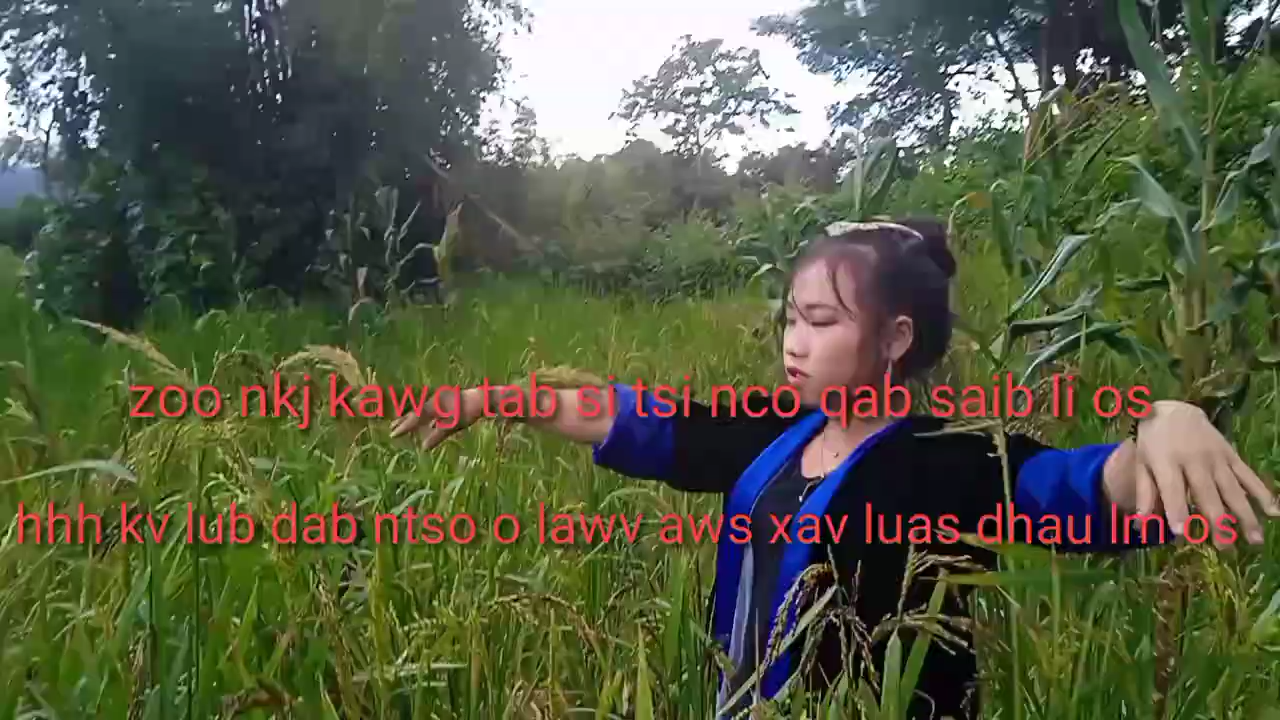 zoo nkj kawg tab si tsi nco qab saib li os
hhh kv lub dab ntso o lawv aws xav luas dhau lm os